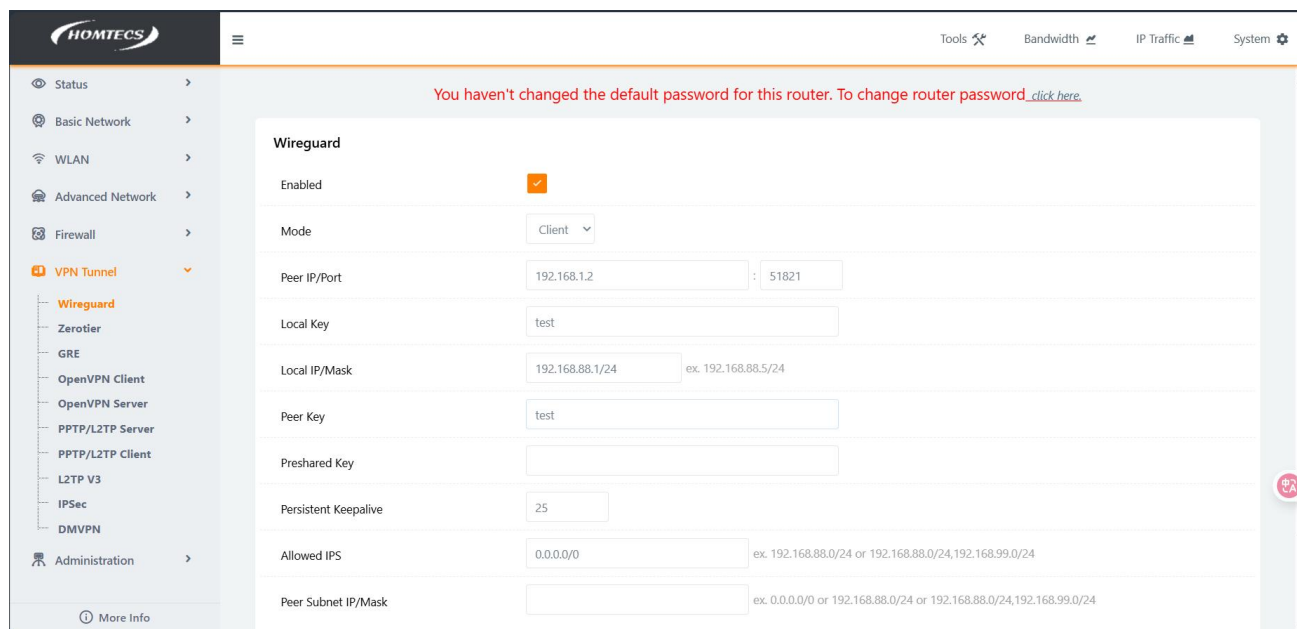 HOMTECS
Tools Bandwidth IP Traffic System
Status
Basic Network
WLAN
Advanced Network
Firewall
VPN Tunnel
Wireguard
Zerotier
GRE
OpenVPN Client
OpenVPN Server
PPTP/L2TP Server
PPTP/L2TP Client
L2TP V3
IPSec
DMVPN
Administration
More Info
You haven't changed the default password for this router. To change router password click here.
Wireguard
Enabled
Mode Client
Peer IP/Port 192.168.1.2 : 51821
Local Key test
Local IP/Mask 192.168.88.1/24 ex. 192.168.88.5/24
Peer Key test
Preshared Key
Persistent Keepalive 25
Allowed IPS 0.0.0.0/0 ex. 192.168.88.0/24 or 192.168.88.0/24,192.168.99.0/24
Peer Subnet IP/Mask ex. 0.0.0.0/0 or 192.168.88.0/24 or 192.168.88.0/24,192.168.99.0/24
中A